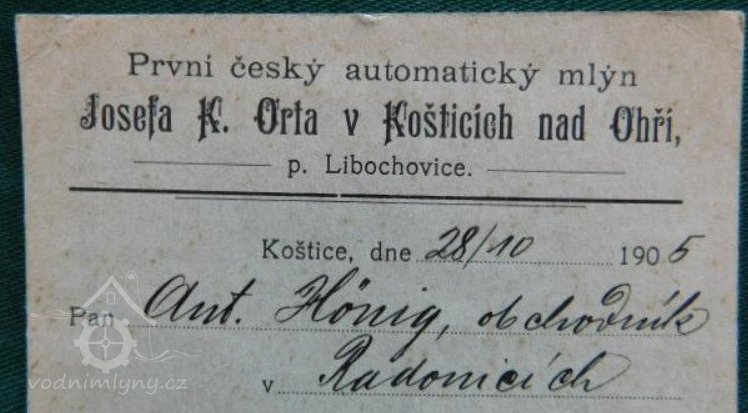 První český automatický mlýn
Josefa K. Orta v Košticích nad Ohří,
p. Libochovice.
Koštice, dne 28/10 1905
Pan Ant. Hönig, obchodník
v Radonicích
vodnimlyny.cz